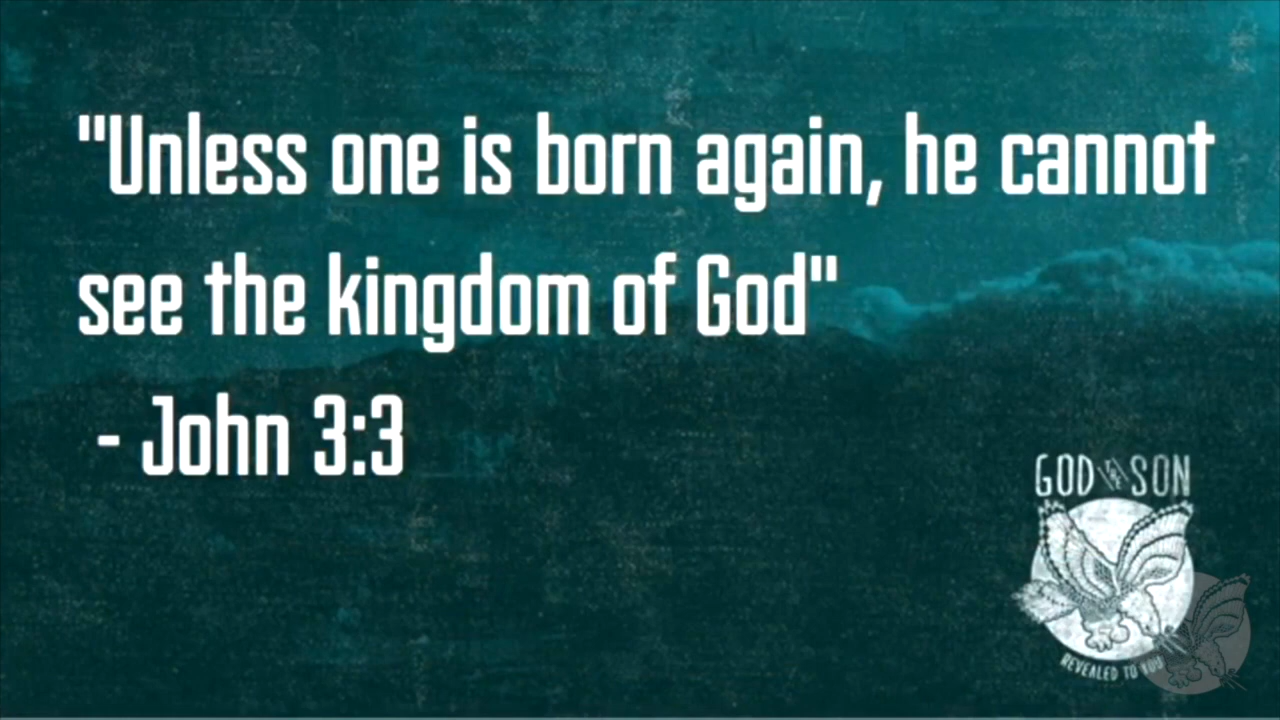 "Unless one is born again, he cannot
see the kingdom of God"
- John 3:3
GOD SON
REVEALED TO YOU